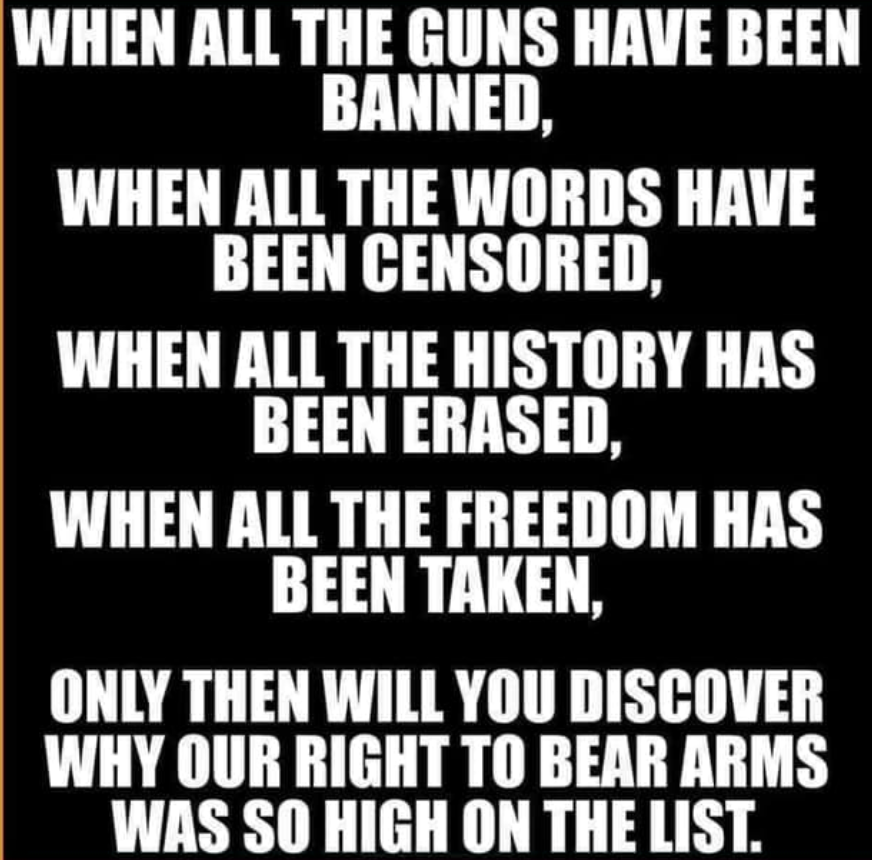 WHEN ALL THE GUNS HAVE BEEN
BANNED,
WHEN ALL THE WORDS HAVE
BEEN CENSORED,
WHEN ALL THE HISTORY HAS
BEEN ERASED,
WHEN ALL THE FREEDOM HAS
BEEN TAKEN,
ONLY THEN WILL YOU DISCOVER
WHY OUR RIGHT TO BEAR ARMS
WAS SO HIGH ON THE LIST.